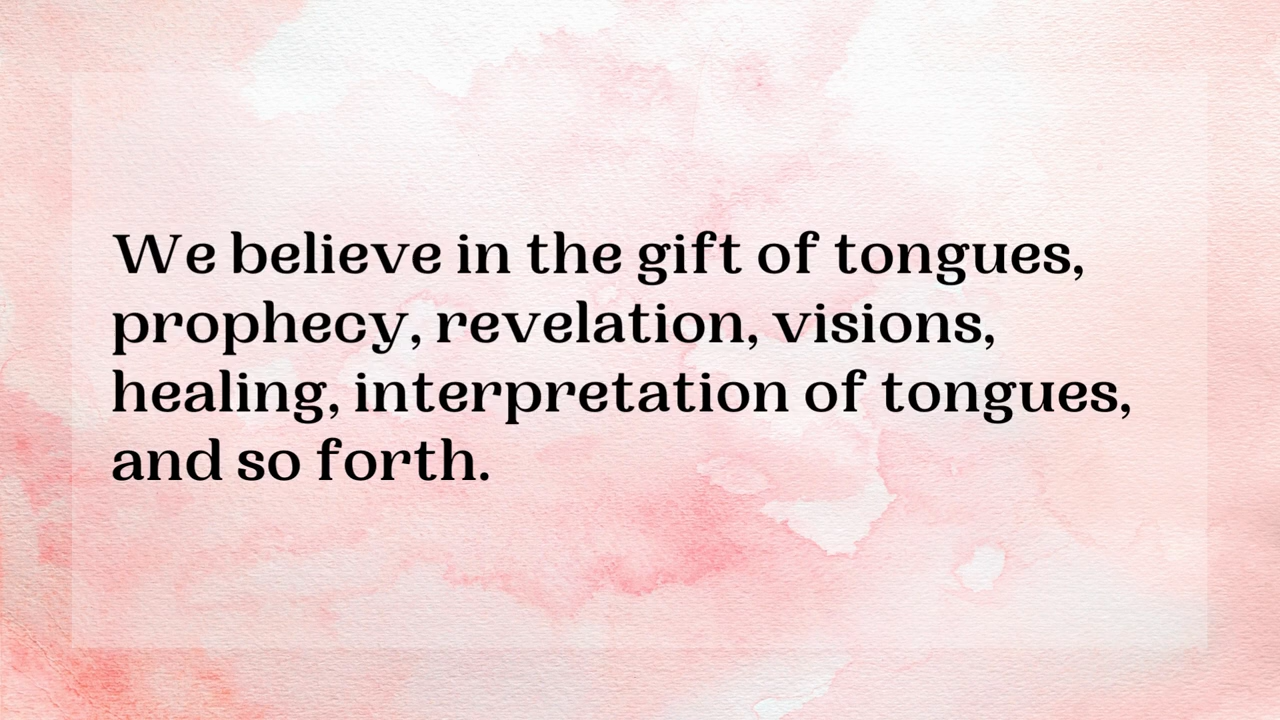 We believe in the gift of tongues,
prophecy, revelation, visions,
healing, interpretation of tongues,
and so forth.